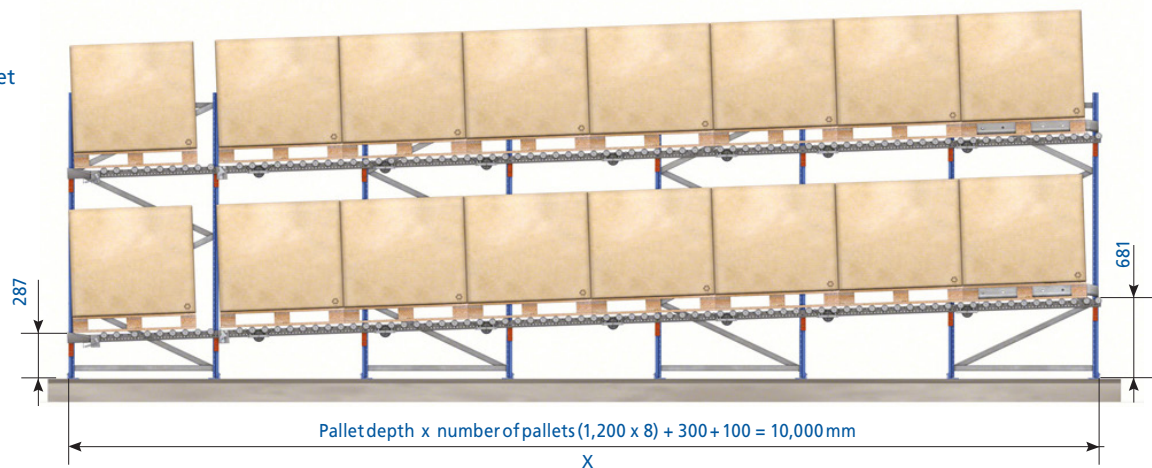 et
287
681
Pallet depth x number of pallets (1,200 x 8) + 300 + 100 = 10,000 mm
X